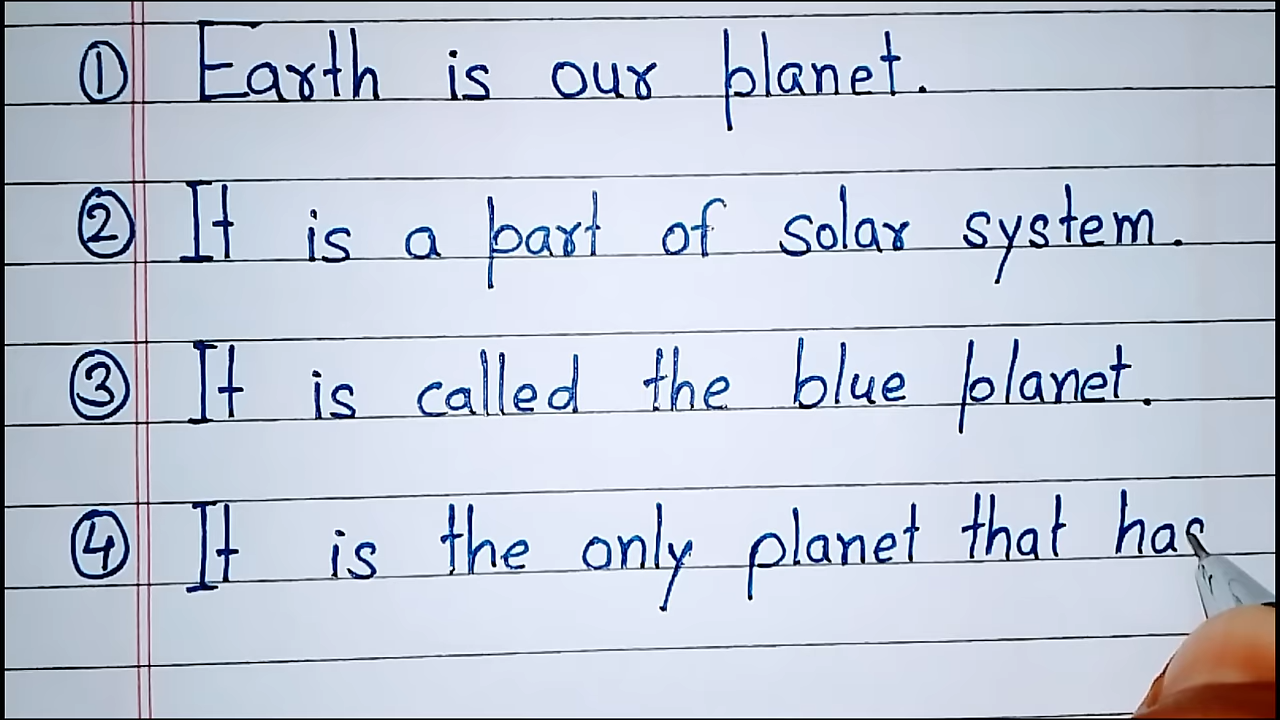 ① Earth is our planet.
② It is a part of solar system.
③ It is called the blue planet.
④ It is the only planet that has